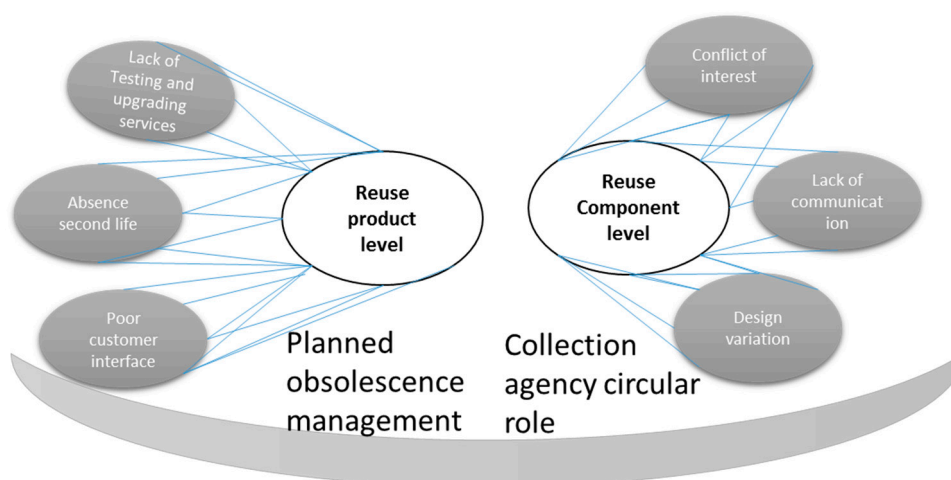 Lack of
Testing and
upgrading
services
Absence
second life
Poor
customer
interface
Reuse
product
level
Planned
obsolescence
management
Conflict of
interest
Reuse
Component
level
Lack of
communicat
ion
Design
variation
Collection
agency circular
role